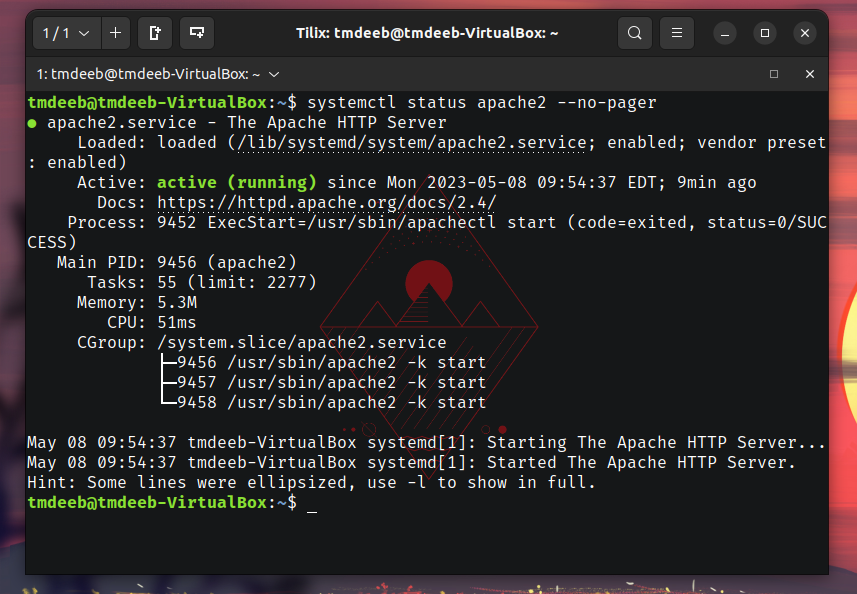 1 / 1
Tilix: tmdeeb@tmdeeb-VirtualBox: ~
1: tmdeeb@tmdeeb-VirtualBox: ~
tmdeeb@tmdeeb-VirtualBox:~$ systemctl status apache2 --no-pager
● apache2.service - The Apache HTTP Server
     Loaded: loaded (/lib/systemd/system/apache2.service; enabled; vendor preset
: enabled)
     Active: active (running) since Mon 2023-05-08 09:54:37 EDT; 9min ago
       Docs: https://httpd.apache.org/docs/2.4/
    Process: 9452 ExecStart=/usr/sbin/apachectl start (code=exited, status=0/SUC
CESS)
   Main PID: 9456 (apache2)
      Tasks: 55 (limit: 2277)
     Memory: 5.3M
        CPU: 51ms
     CGroup: /system.slice/apache2.service
             ├─9456 /usr/sbin/apache2 -k start
             ├─9457 /usr/sbin/apache2 -k start
             └─9458 /usr/sbin/apache2 -k start
May 08 09:54:37 tmdeeb-VirtualBox systemd[1]: Starting The Apache HTTP Server...
May 08 09:54:37 tmdeeb-VirtualBox systemd[1]: Started The Apache HTTP Server.
Hint: Some lines were ellipsized, use -l to show in full.
tmdeeb@tmdeeb-VirtualBox:~$ _